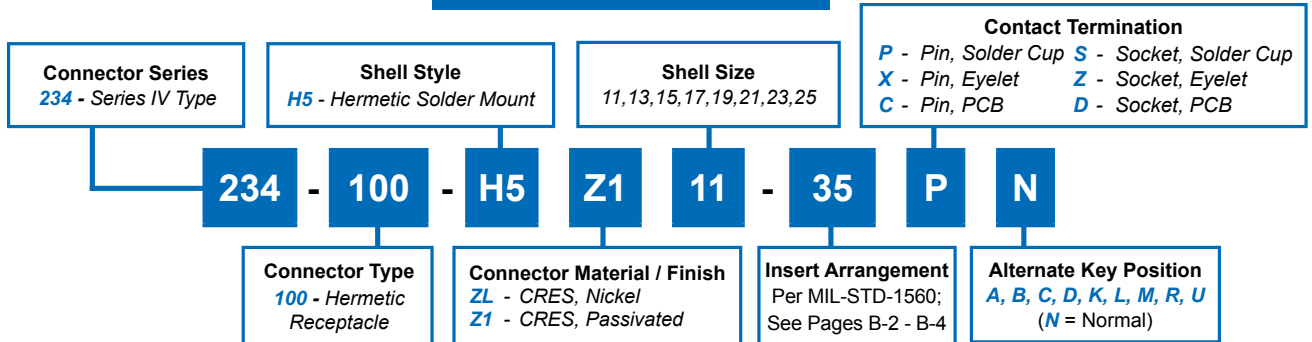 Connector Series
234 - Series IV Type
Shell Style
H5 - Hermetic Solder Mount
Shell Size
11,13,15,17,19,21,23,25
Contact Termination
P - Pin, Solder Cup S - Socket, Solder Cup
X - Pin, Eyelet Z - Socket, Eyelet
C - Pin, PCB D - Socket, PCB
234 - 100 - H5 Z1 11 - 35 P N
Connector Type
100 - Hermetic
Receptacle
Connector Material / Finish
ZL - CRES, Nickel
Z1 - CRES, Passivated
Insert Arrangement
Per MIL-STD-1560;
See Pages B-2 - B-4
Alternate Key Position
A, B, C, D, K, L, M, R, U
(N = Normal)